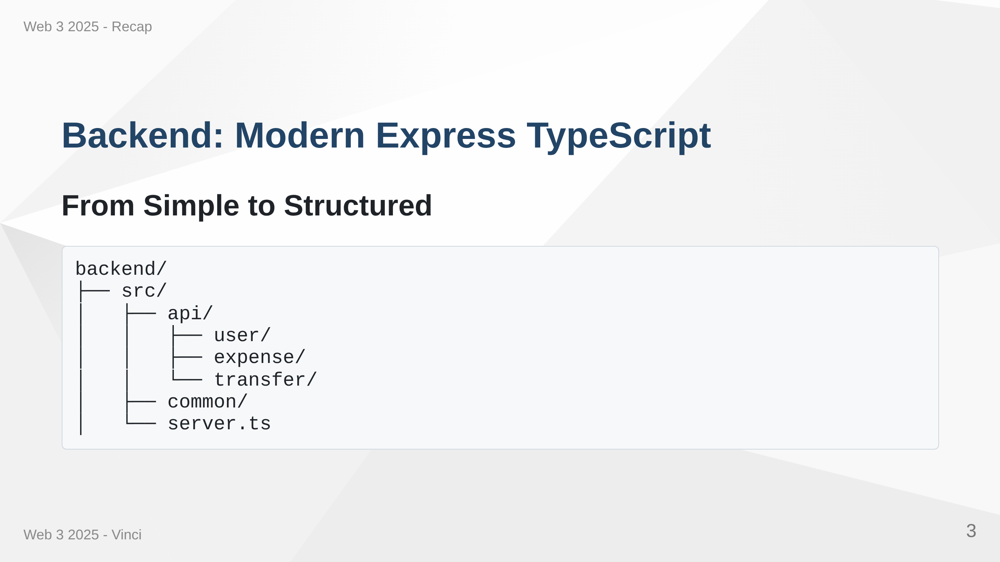 Web 3 2025 - Recap
Backend: Modern Express TypeScript
From Simple to Structured
backend/
├── src/
│   ├── api/
│   │   ├── user/
│   │   ├── expense/
│   │   └── transfer/
│   ├── common/
│   └── server.ts
Web 3 2025 - Vinci
3